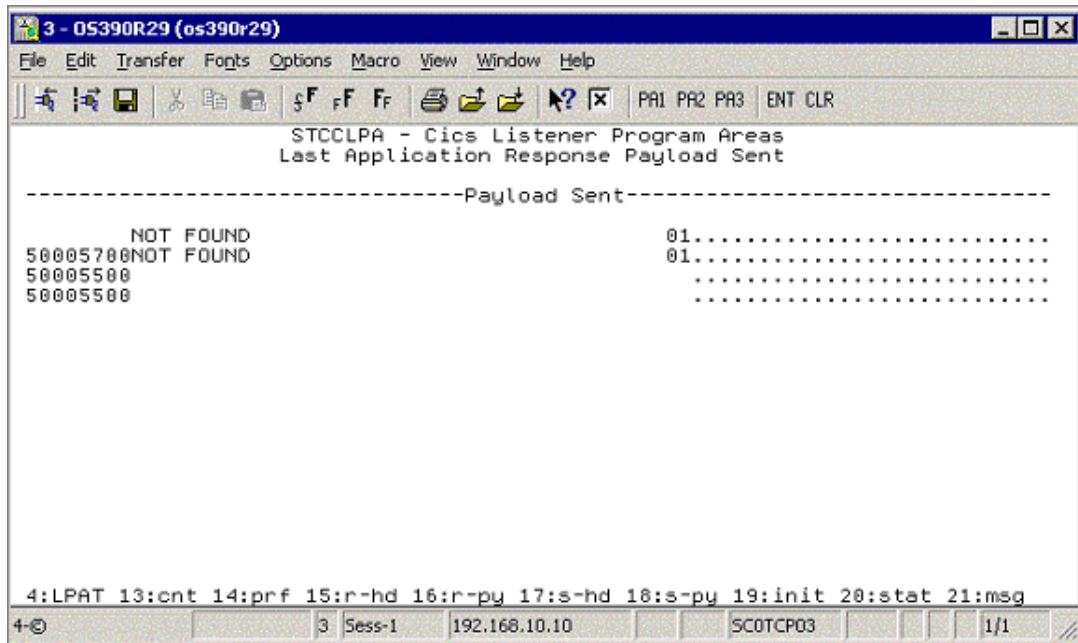 3 - OS390R29 (os390r29)
File Edit Transfer Fonts Options Macro View Window Help
PA1 PA2 PA3 ENT CLR
STCCLPA - Cics Listener Program Areas
Last Application Response Payload Sent
---------------------------------Payload Sent--------------------------------
NOT FOUND 01...........................
50005700NOT FOUND 01...........................
50005500 ...........................
50005500 ...........................
4:LPAT 13:cnt 14:prf 15:r-hd 16:r-py 17:s-hd 18:s-py 19:init 20:stat 21:msg
4-© 3 Sess-1 192.168.10.10 SC0TCP03 1/1